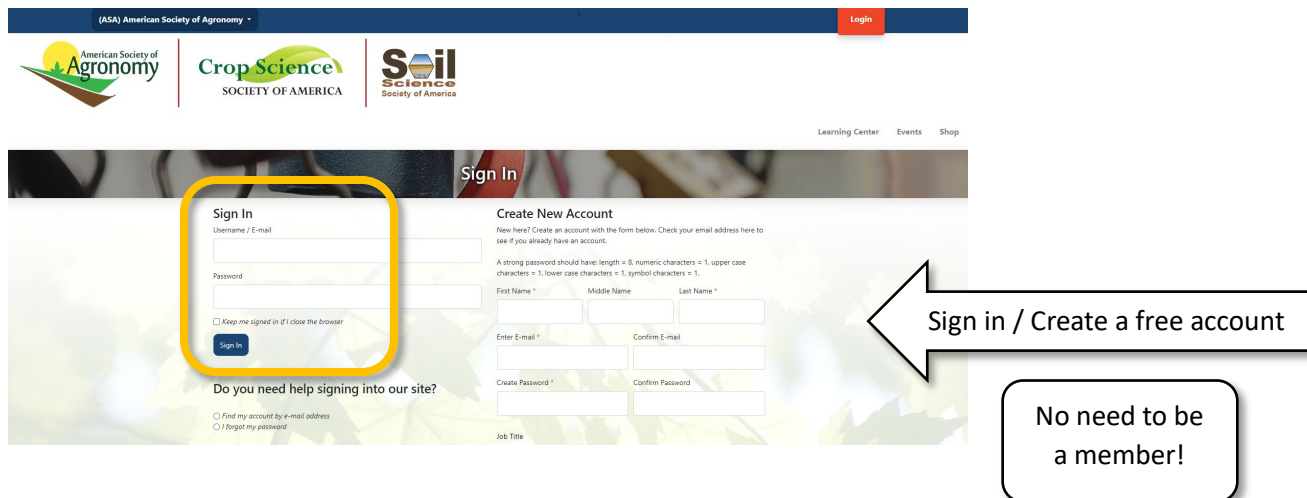 (ASA) American Society of Agronomy
Login
American Society of
Agronomy
Crop Science
SOCIETY OF AMERICA
Soil
Science
Society of America
Learning Center Events Shop
Sign In
Sign In
Username / E-mail
Password
Keep me signed in if I close the browser
Sign In
Do you need help signing into our site?
Find my account by e-mail address
I forgot my password
Create New Account
New here? Create an account with the form below. Check your email address here to
see if you already have an account.
A strong password should have: length = 8, numeric characters = 1, upper case
characters = 1, lower case characters = 1, symbol characters = 1.
First Name * Middle Name Last Name *
Enter E-mail * Confirm E-mail
Create Password * Confirm Password
Job Title
Sign in / Create a free account
No need to be
a member!